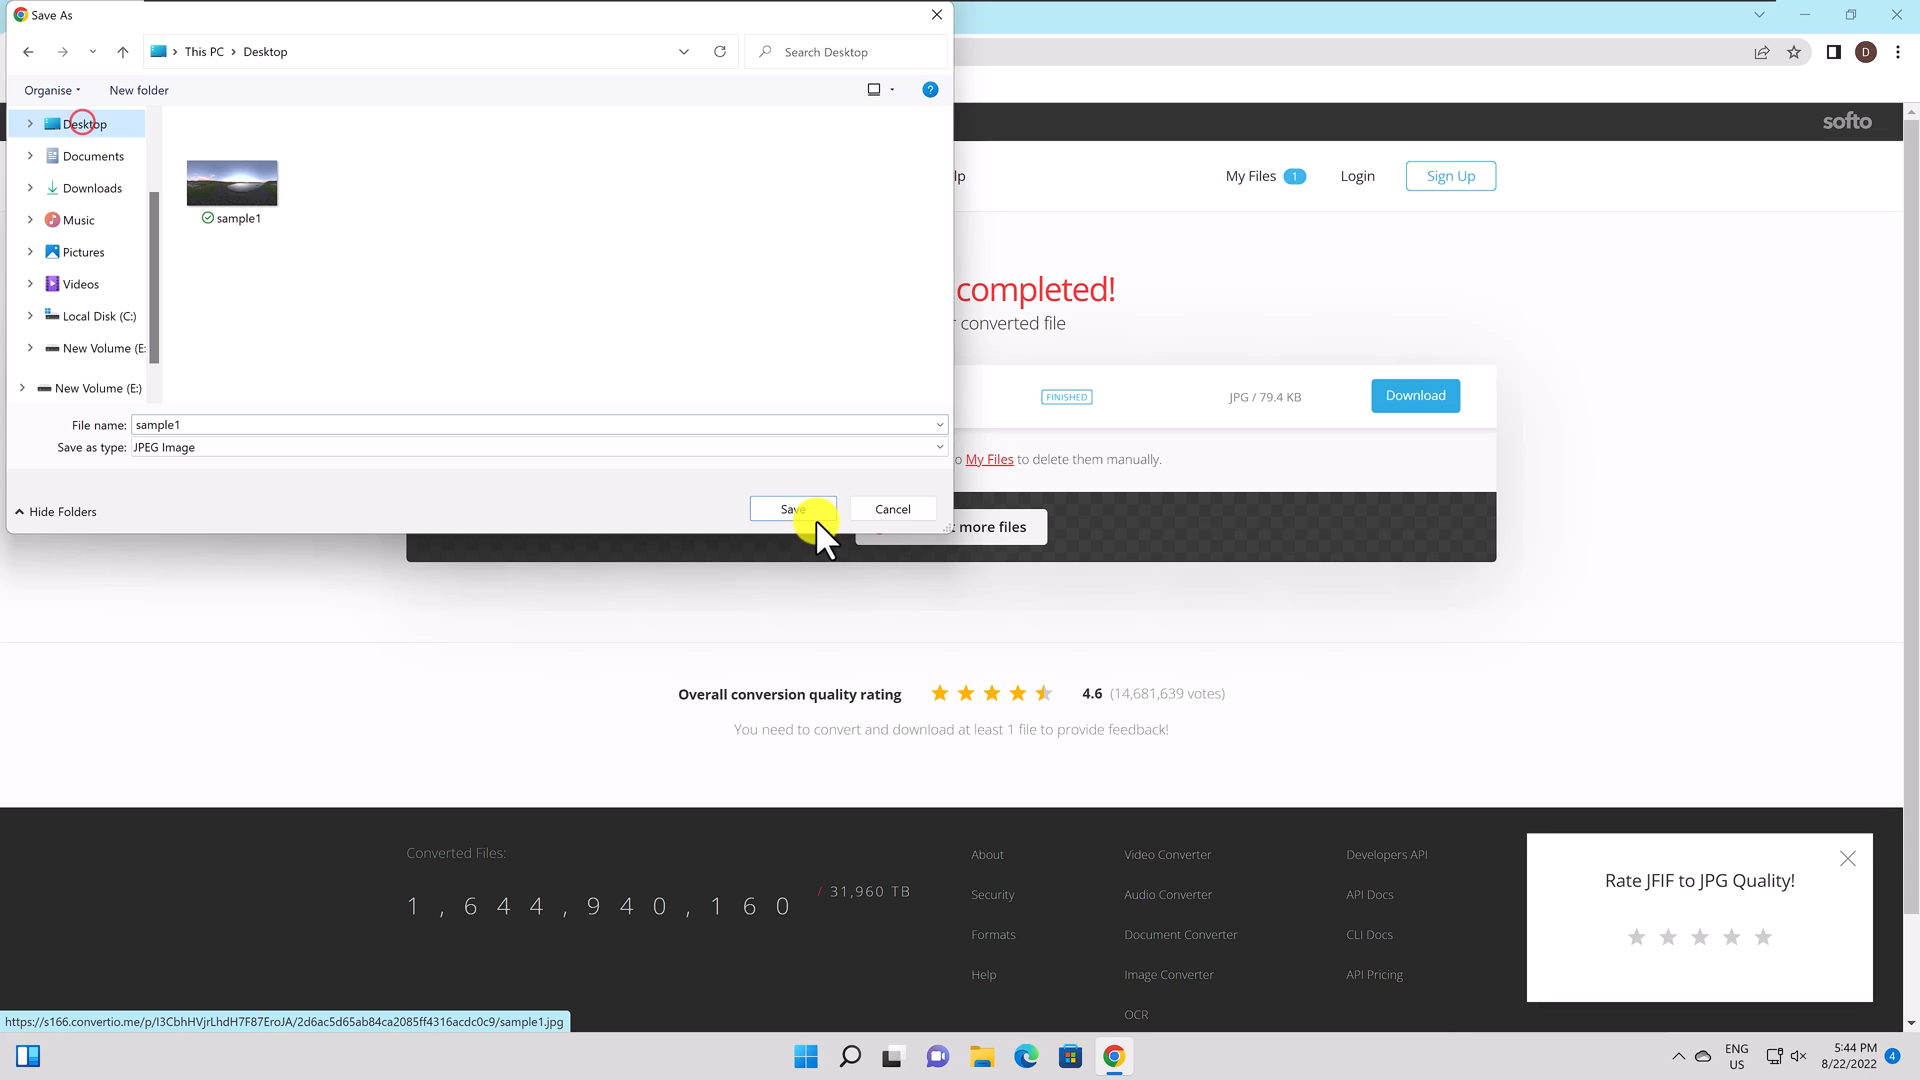 Save As
This PC > Desktop
Search Desktop
Organise
New folder
?
Desktop
Documents
Downloads
Music
Pictures
Videos
Local Disk (C:)
New Volume (E:
New Volume (E:)
sample1
File name: sample1
Save as type: JPEG Image
Hide Folders
Save
Cancel
D
softo
lp
My Files 1
Login
Sign Up
completed!
converted file
FINISHED
JPG / 79.4 KB
Download
o My Files to delete them manually.
more files
Overall conversion quality rating
4.6 (14,681,639 votes)
You need to convert and download at least 1 file to provide feedback!
Converted Files:
1,644,940,160
/ 31,960 TB
About
Security
Formats
Help
Video Converter
Audio Converter
Document Converter
Image Converter
OCR
Developers API
API Docs
CLI Docs
API Pricing
Rate JFIF to JPG Quality!
https://s166.convertio.me/p/I3CbhHVjrLhdH7F87EroJA/2d6ac5d65ab84ca2085ff4316acdc0c9/sample1.jpg
ENG
US
5:44 PM
8/22/2022
4